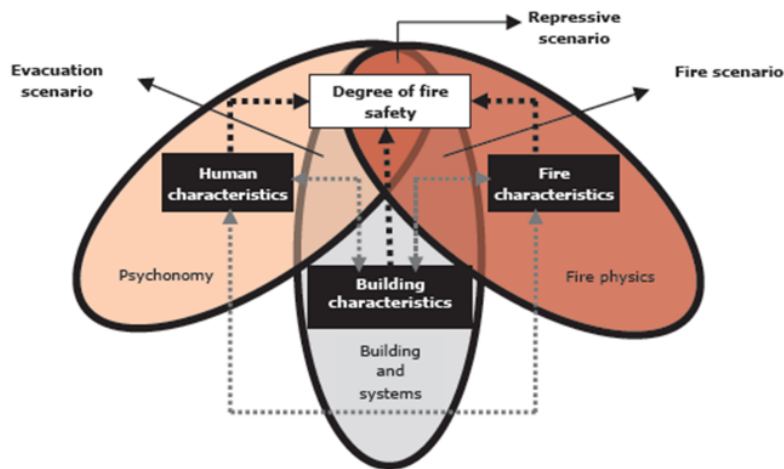 Repressive
scenario
Evacuation
scenario
Fire scenario
Degree of fire
safety
Human
characteristics
Fire
characteristics
Psychonomy
Fire physics
Building
characteristics
Building
and
systems